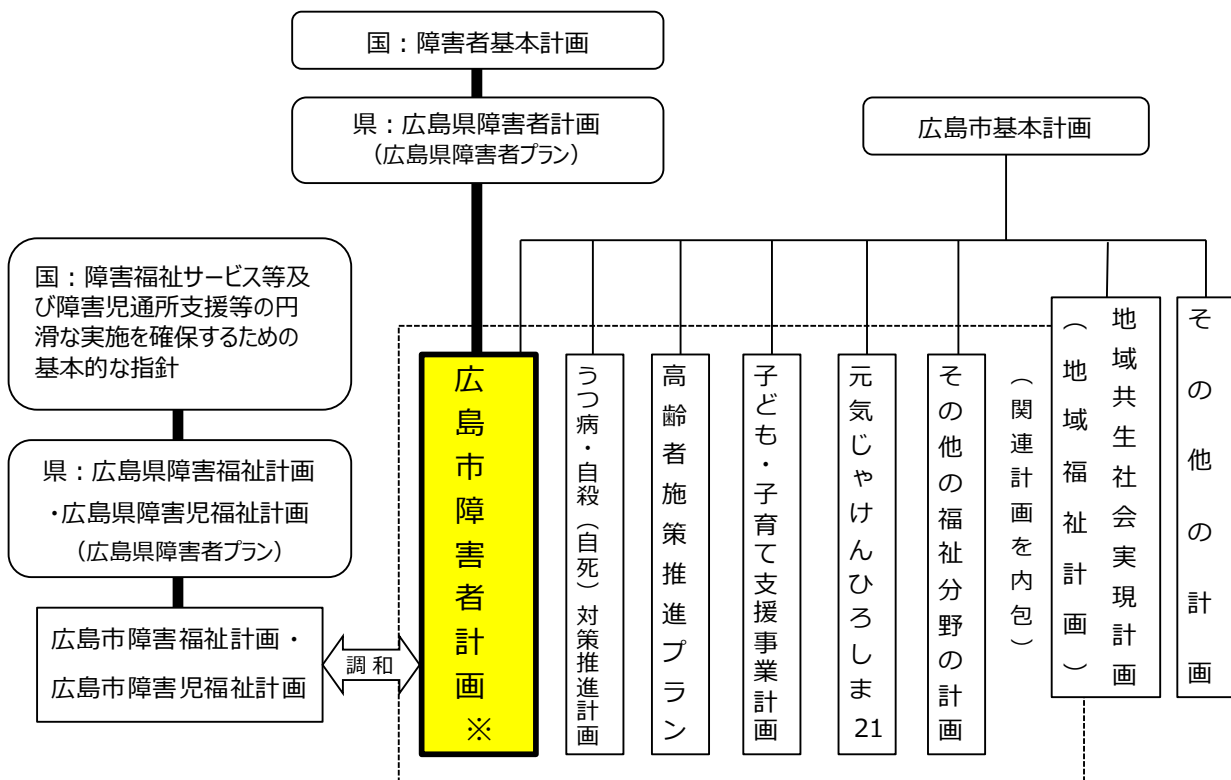 国：障害者基本計画
県：広島県障害者計画
（広島県障害者プラン）
広島市基本計画
国：障害福祉サービス等及
び障害児通所支援等の円
滑な実施を確保するための
基本的な指針
県：広島県障害福祉計画
・広島県障害児福祉計画
（広島県障害者プラン）
広島市障害福祉計画・
広島市障害児福祉計画
調和
広島市障害者計画※
うつ病・自殺（自死）対策推進計画
高齢者施策推進プラン
子ども・子育て支援事業計画
元気じゃけんひろしま21
その他の福祉分野の計画
（関連計画を内包）
地域共生社会実現計画
（地域福祉計画）
その他の計画